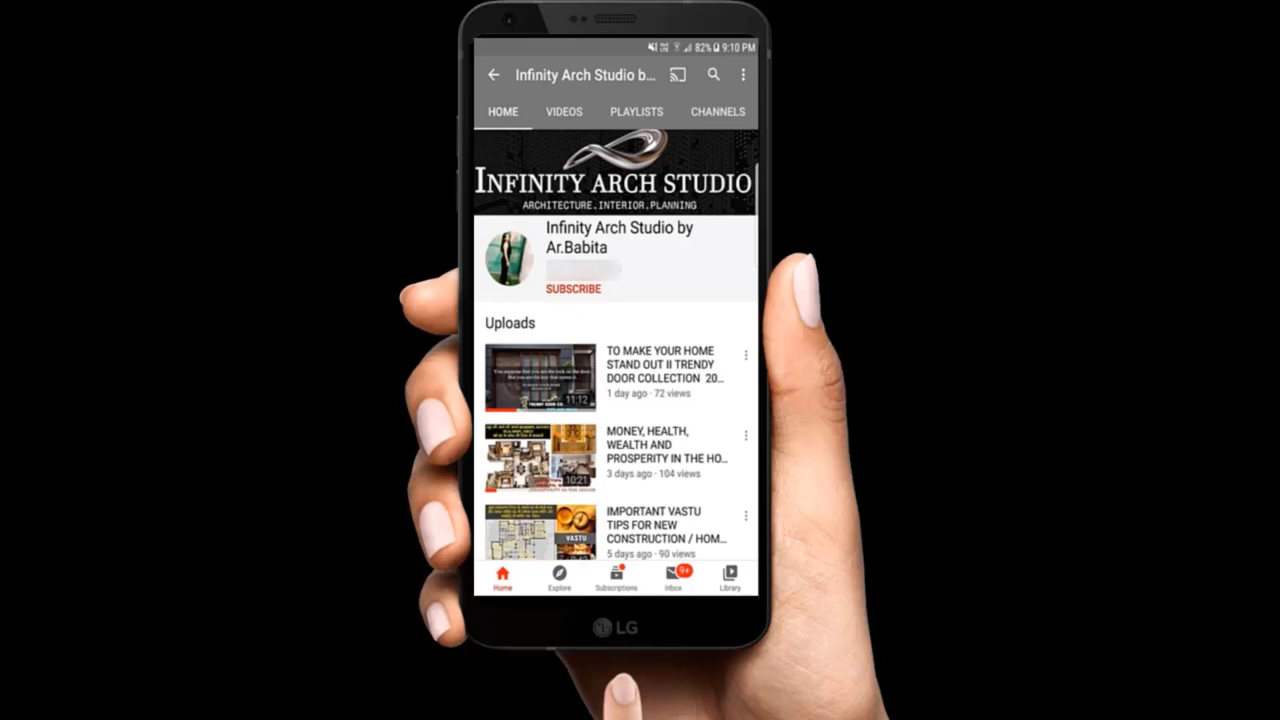 82% 9:10 PM
Infinity Arch Studio b...
HOME VIDEOS PLAYLISTS CHANNELS
INFINITY ARCH STUDIO
ARCHITECTURE.INTERIOR.PLANNING
Infinity Arch Studio by
Ar.Babita
SUBSCRIBE
Uploads
11:12
TO MAKE YOUR HOME
STAND OUT II TRENDY
DOOR COLLECTION 20...
1 day ago · 72 views
10:21
MONEY, HEALTH,
WEALTH AND
PROSPERITY IN THE HO...
3 days ago · 104 views
VASTU
IMPORTANT VASTU
TIPS FOR NEW
CONSTRUCTION / HOM...
5 days ago · 90 views
9+
Home Explore Subscriptions Inbox Library
LG